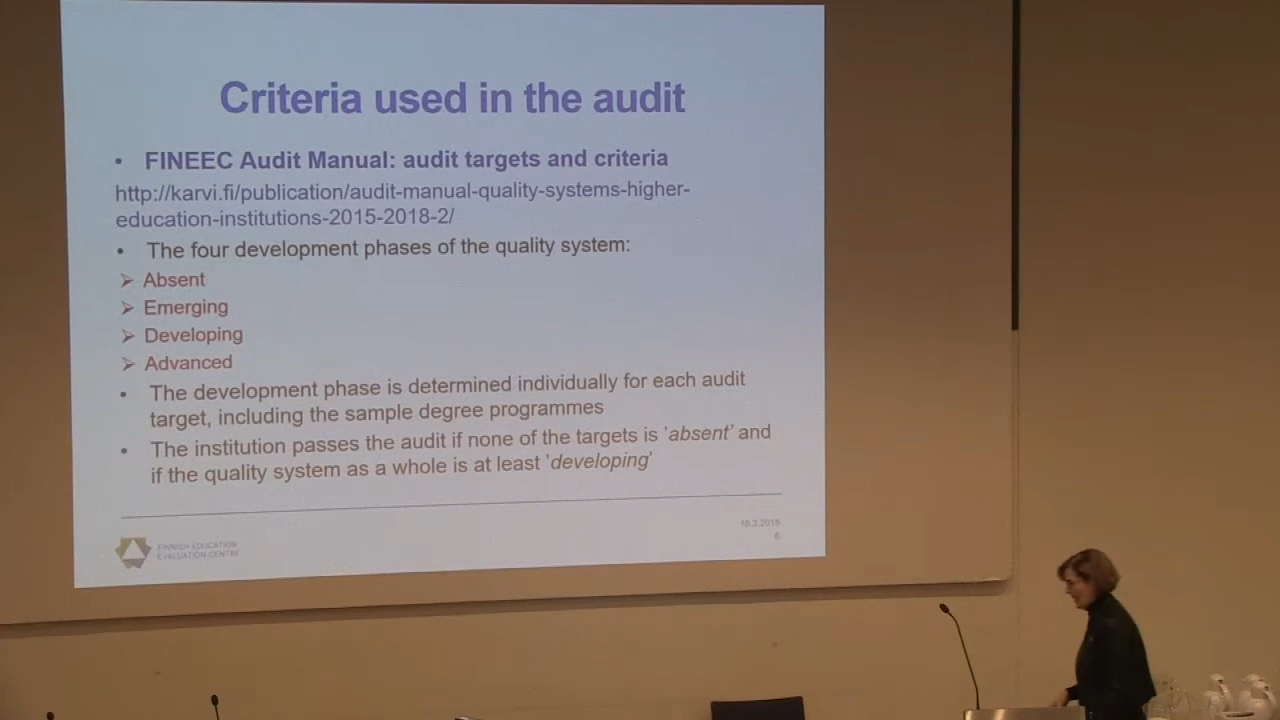 Criteria used in the audit
• FINEEC Audit Manual: audit targets and criteria
http://karvi.fi/publication/audit-manual-quality-systems-higher-
education-institutions-2015-2018-2/
• The four development phases of the quality system:
➢ Absent
➢ Emerging
➢ Developing
➢ Advanced
• The development phase is determined individually for each audit
target, including the sample degree programmes
• The institution passes the audit if none of the targets is 'absent' and
if the quality system as a whole is at least 'developing'
FINNISH EDUCATION
EVALUATION CENTRE
6